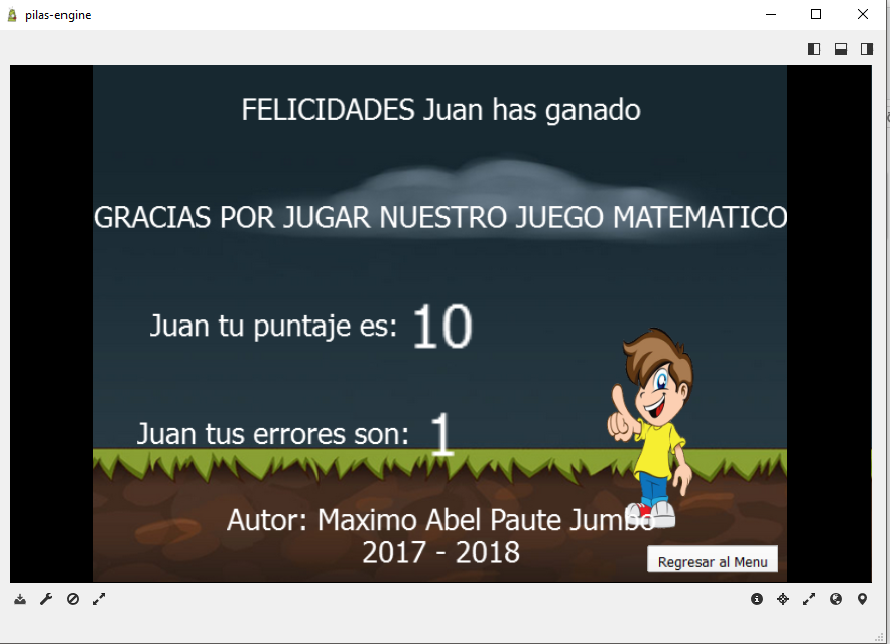 pilas-engine
FELICIDADES Juan has ganado
GRACIAS POR JUGAR NUESTRO JUEGO MATEMATICO
Juan tu puntaje es: 10
Juan tus errores son: 1
Autor: Maximo Abel Paute Jumbo
2017 - 2018
Regresar al Menu